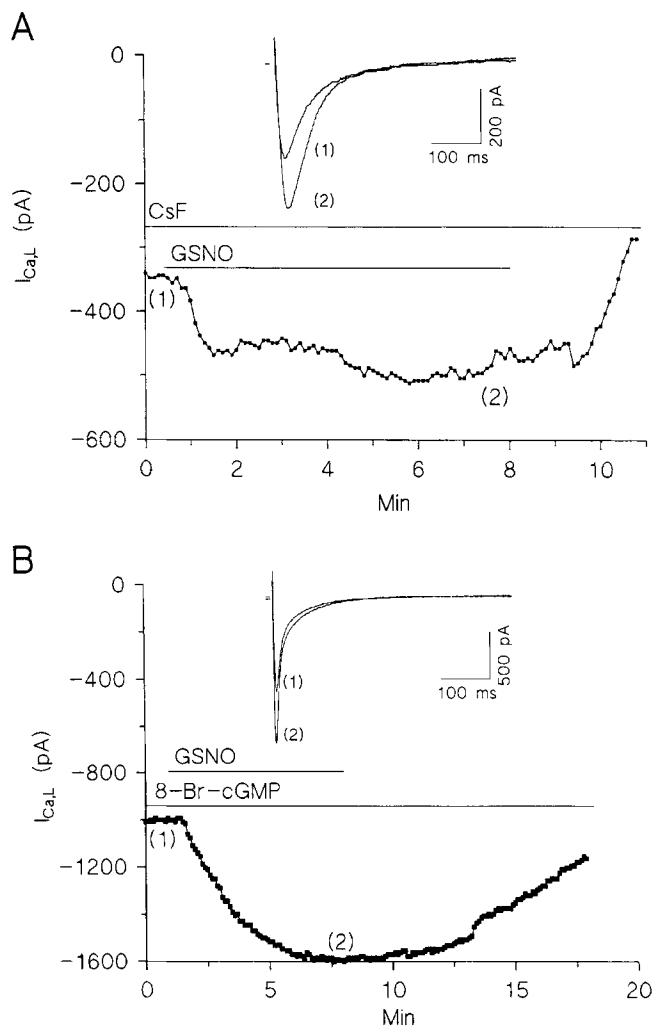 A
0
-200
-400
-600
I_Ca,L (pA)
(1)
(2)
200 pA
100 ms
CsF
GSNO
(1)
(2)
0 2 4 6 8 10
Min
B
0
-400
-800
-1200
-1600
I_Ca,L (pA)
(1)
(2)
500 pA
100 ms
GSNO
8-Br-cGMP
(1)
(2)
0 5 10 15 20
Min